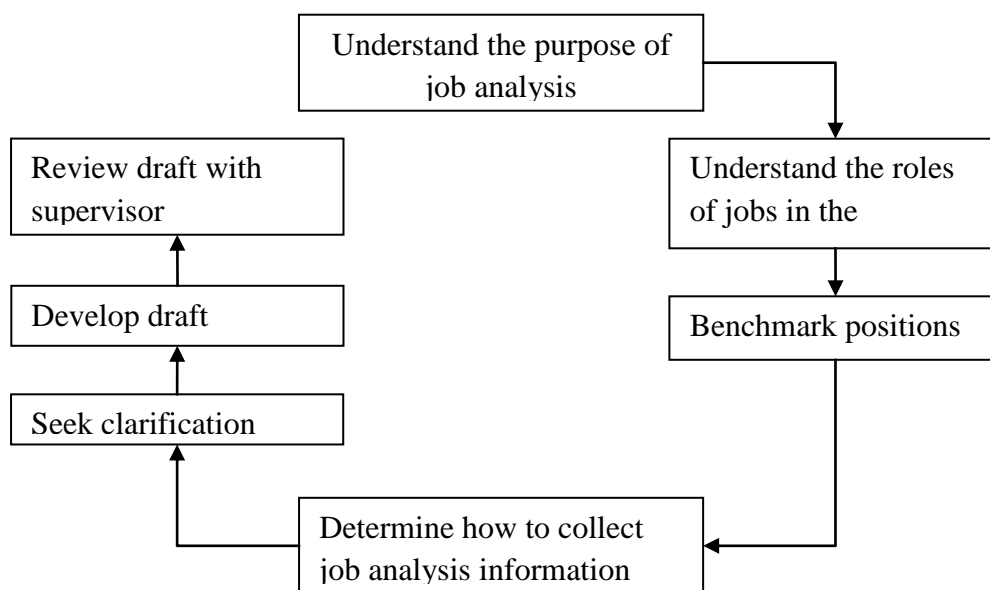 Understand the purpose of
job analysis
Understand the roles
of jobs in the
Benchmark positions
Determine how to collect
job analysis information
Seek clarification
Develop draft
Review draft with
supervisor